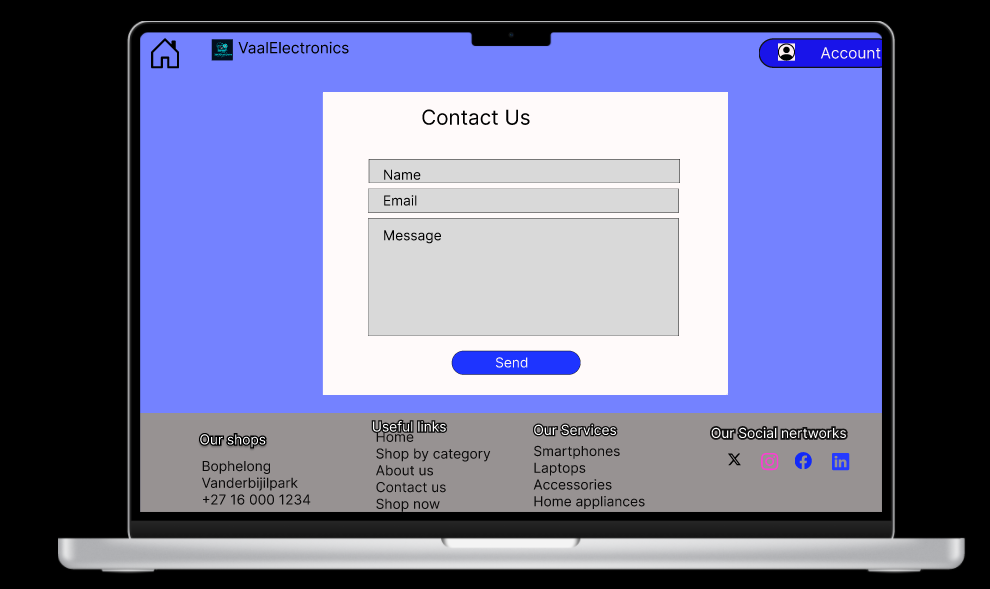 VaalElectronics
Account
Contact Us
Name
Email
Message
Send
Our shops
Bophelong
Vanderbijilpark
+27 16 000 1234
Useful links
Home
Shop by category
About us
Contact us
Shop now
Our Services
Smartphones
Laptops
Accessories
Home appliances
Our Social nertworks